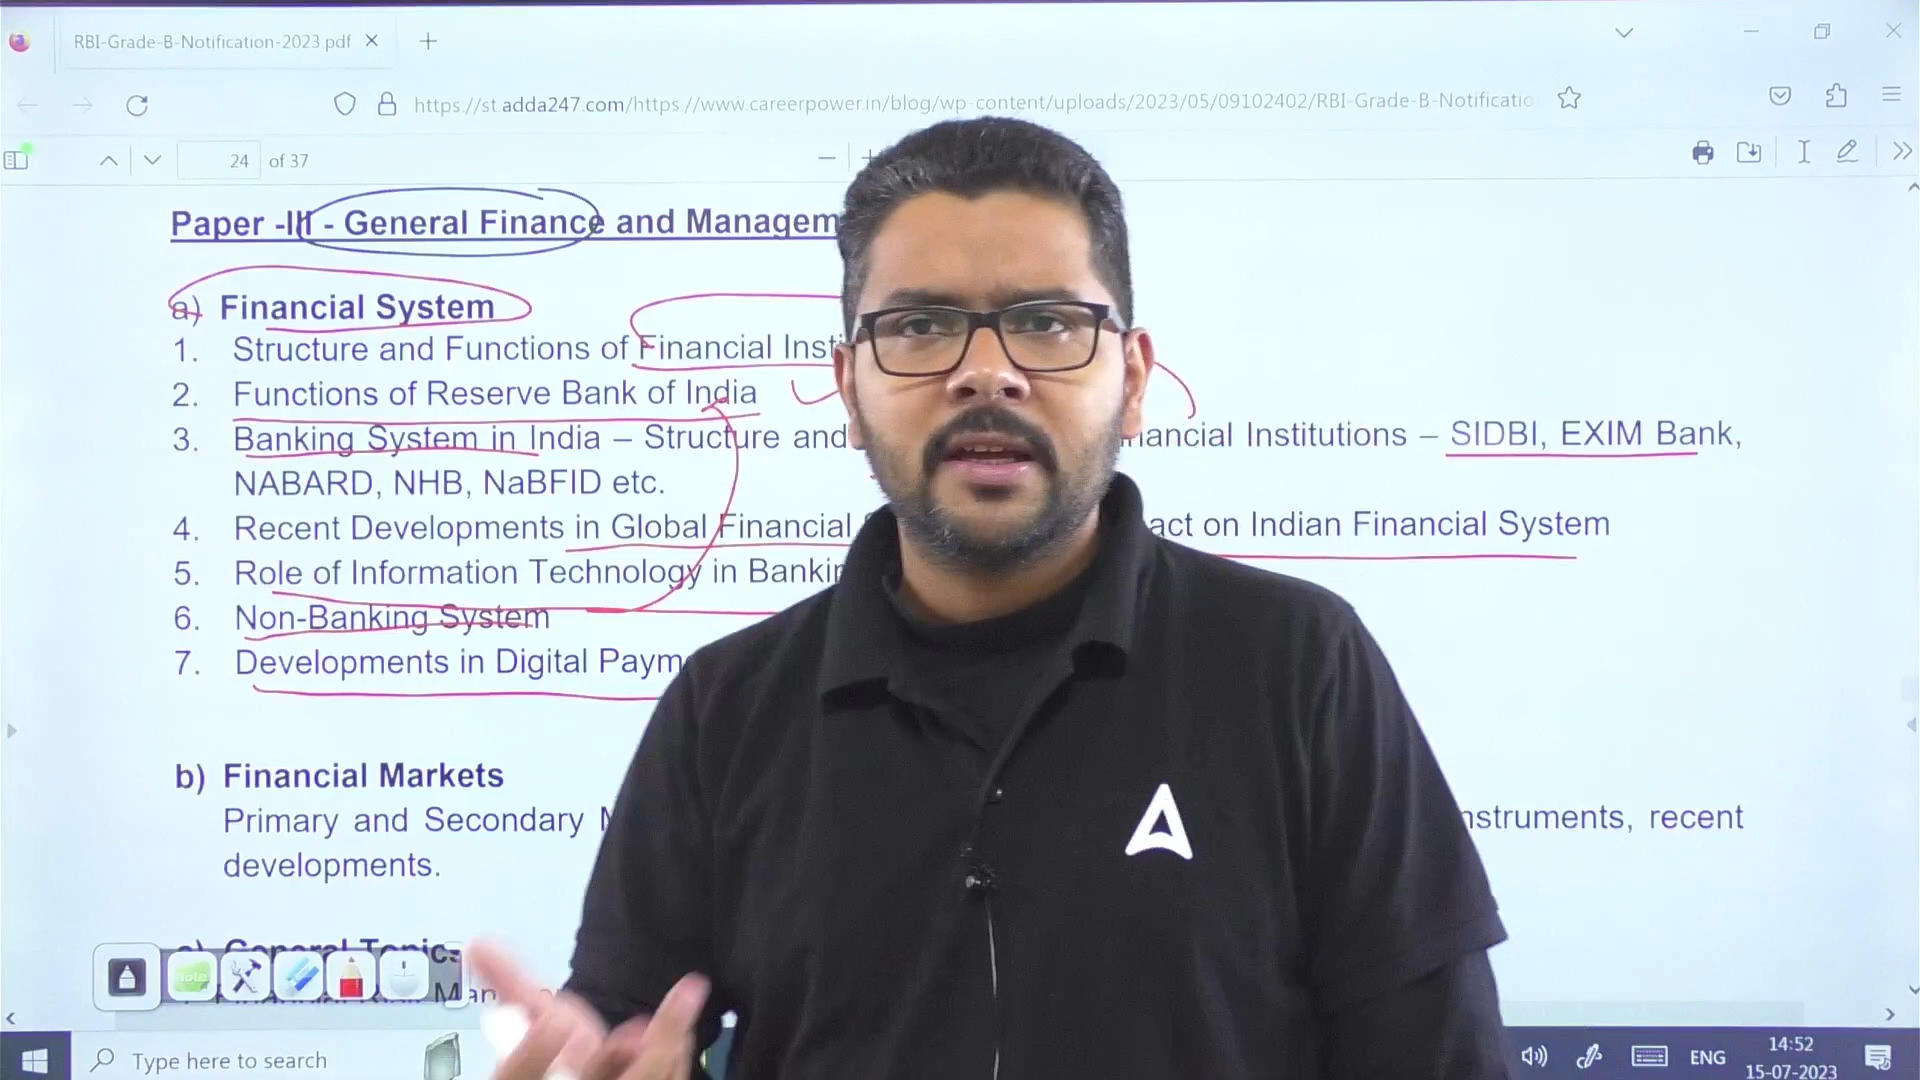 RBI-Grade-B-Notification-2023.pdf
https://st.adda247.com/https://www.careerpower.in/blog/wp-content/uploads/2023/05/09102402/RBI-Grade-B-Notificatio
24 of 37
Paper -III - General Finance and Managem
a) Financial System
1. Structure and Functions of Financial Insti
2. Functions of Reserve Bank of India
3. Banking System in India – Structure and nancial Institutions – SIDBI, EXIM Bank,
NABARD, NHB, NaBFID etc.
4. Recent Developments in Global Financial act on Indian Financial System
5. Role of Information Technology in Bankin
6. Non-Banking System
7. Developments in Digital Paym
b) Financial Markets
Primary and Secondary nstruments, recent
developments.
c) General Topics
Note
Type here to search
ENG
14:52
15-07-2023